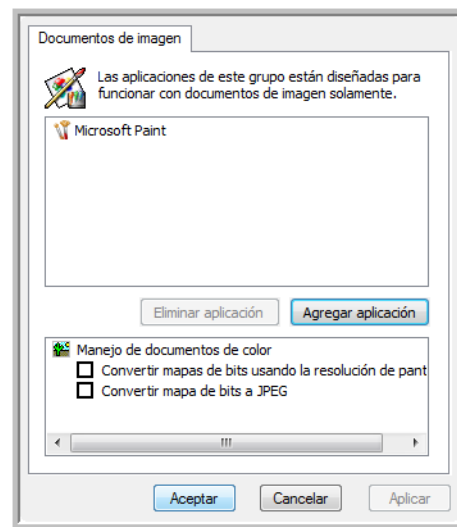 Documentos de imagen
Las aplicaciones de este grupo están diseñadas para
funcionar con documentos de imagen solamente.
Microsoft Paint
Eliminar aplicación
Agregar aplicación
Manejo de documentos de color
Convertir mapas de bits usando la resolución de pant
Convertir mapa de bits a JPEG
Aceptar
Cancelar
Aplicar